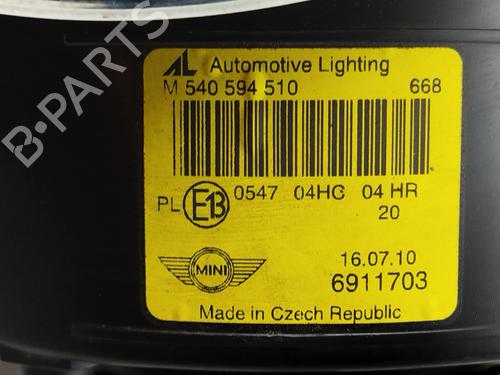 AL Automotive Lighting
M 540 594 510 668
PL E13 0547 04HC 04 HR
20
MINI
16.07.10
6911703
Made in Czech Republic
B-PARTS